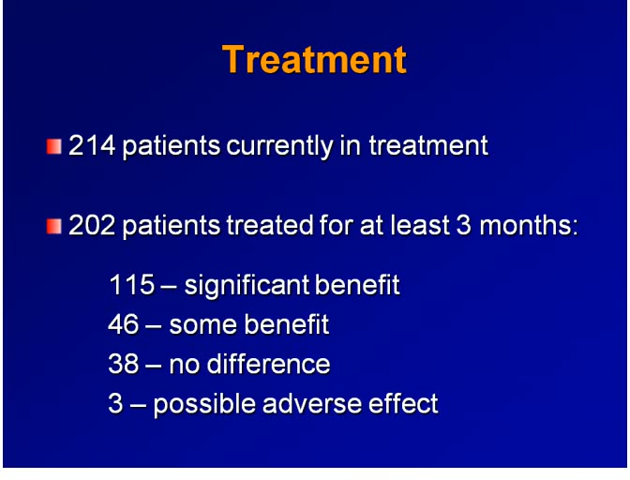 Treatment
214 patients currently in treatment
202 patients treated for at least 3 months:
115 – significant benefit
46 – some benefit
38 – no difference
3 – possible adverse effect